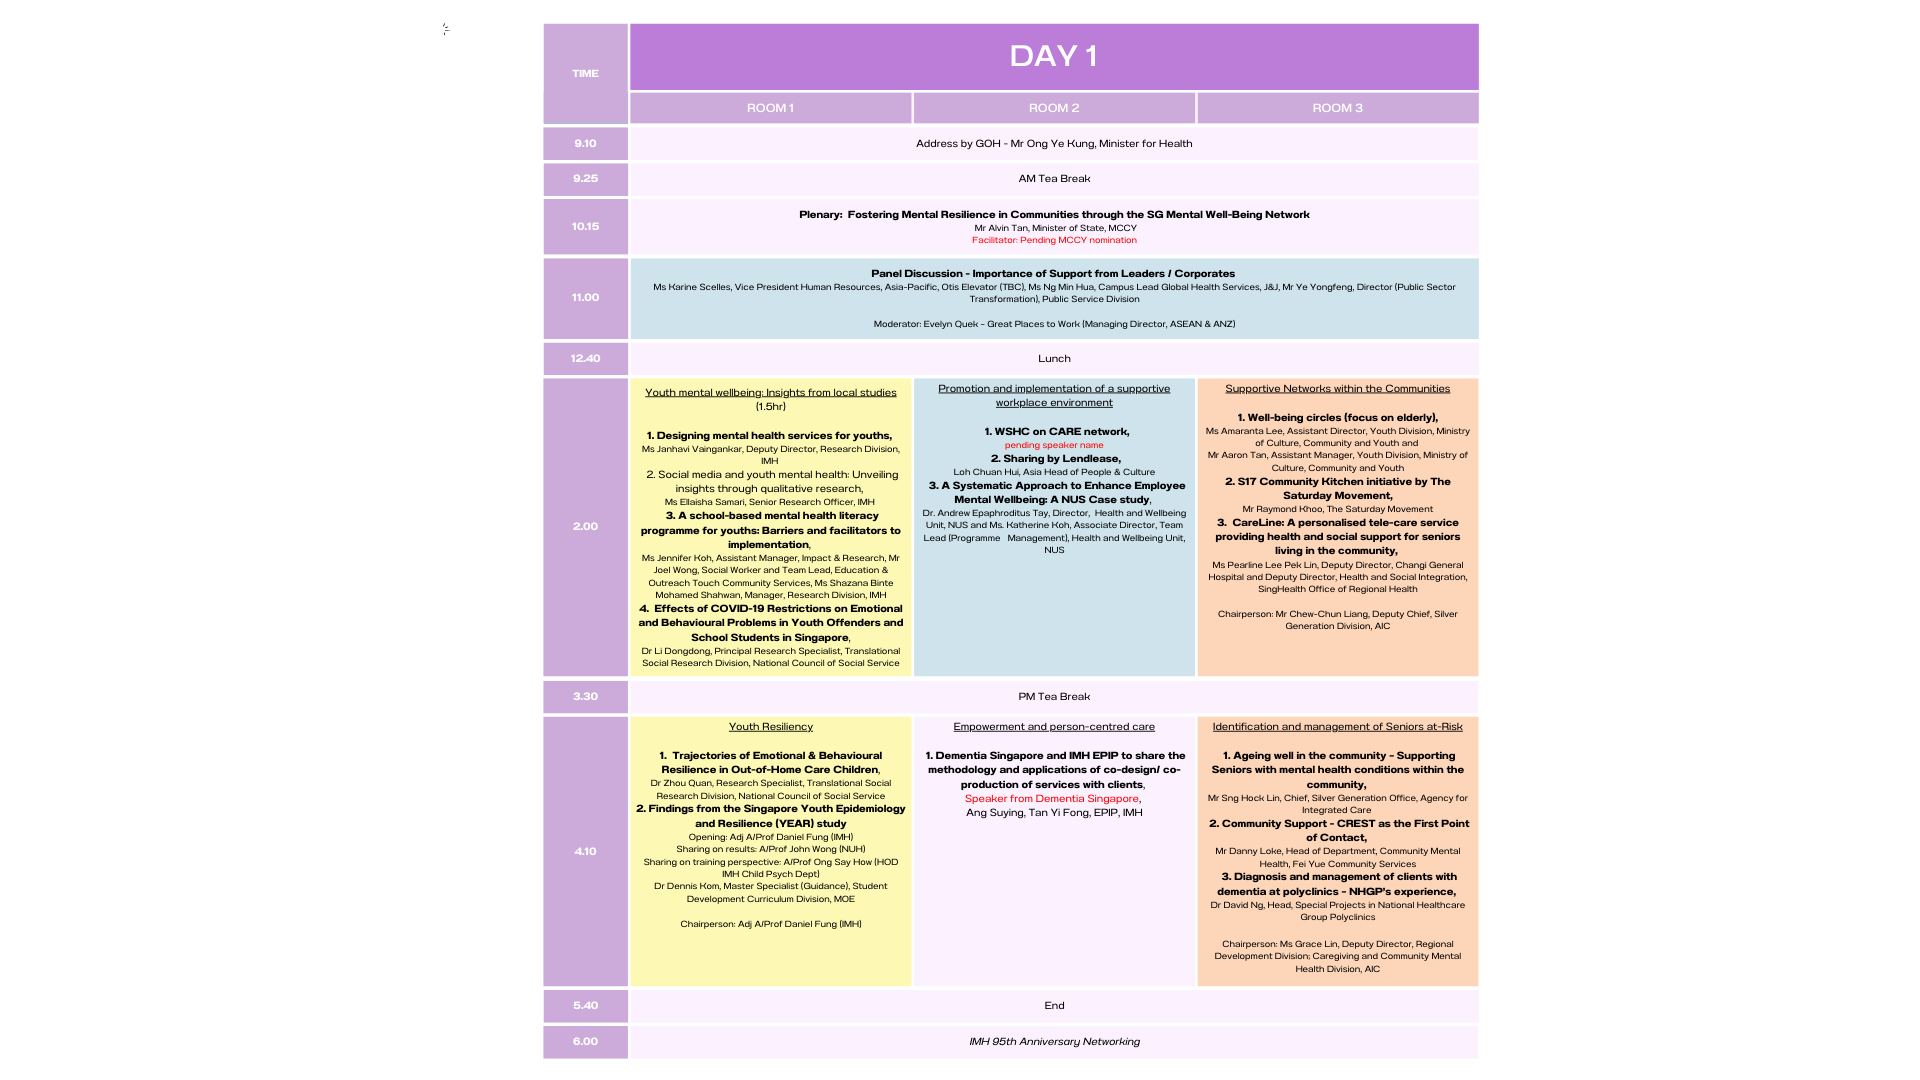 TIME
DAY 1
ROOM 1
ROOM 2
ROOM 3
9.10
Address by GOH - Mr Ong Ye Kung, Minister for Health
9.25
AM Tea Break
10.15
Plenary: Fostering Mental Resilience in Communities through the SG Mental Well-Being Network
Mr Alvin Tan, Minister of State, MCCY
Facilitator: Pending MCCY nomination
11.00
Panel Discussion - Importance of Support from Leaders / Corporates
Ms Karine Scelles, Vice President Human Resources, Asia-Pacific, Otis Elevator (TBC), Ms Ng Min Hua, Campus Lead Global Health Services, J&J, Mr Ye Yongfeng, Director (Public Sector
Transformation), Public Service Division
Moderator: Evelyn Quek - Great Places to Work (Managing Director, ASEAN & ANZ)
12.40
Lunch
2.00
Youth mental wellbeing: Insights from local studies
(1.5hr)
1. Designing mental health services for youths,
Ms Janhavi Vaingankar, Deputy Director, Research Division,
IMH
2. Social media and youth mental health: Unveiling
insights through qualitative research,
Ms Ellaisha Samari, Senior Research Officer, IMH
3. A school-based mental health literacy
programme for youths: Barriers and facilitators to
implementation,
Ms Jennifer Koh, Assistant Manager, Impact & Research, Mr
Joel Wong, Social Worker and Team Lead, Education &
Outreach Touch Community Services, Ms Shazana Binte
Mohamed Shahwan, Manager, Research Division, IMH
4. Effects of COVID-19 Restrictions on Emotional
and Behavioural Problems in Youth Offenders and
School Students in Singapore,
Dr Li Dongdong, Principal Research Specialist, Translational
Social Research Division, National Council of Social Service
Promotion and implementation of a supportive
workplace environment
1. WSHC on CARE network,
pending speaker name
2. Sharing by Lendlease,
Loh Chuan Hui, Asia Head of People & Culture
3. A Systematic Approach to Enhance Employee
Mental Wellbeing: A NUS Case study,
Dr. Andrew Epaphroditus Tay, Director, Health and Wellbeing
Unit, NUS and Ms. Katherine Koh, Associate Director, Team
Lead (Programme Management), Health and Wellbeing Unit,
NUS
Supportive Networks within the Communities
1. Well-being circles (focus on elderly),
Ms Amaranta Lee, Assistant Director, Youth Division, Ministry
of Culture, Community and Youth and
Mr Aaron Tan, Assistant Manager, Youth Division, Ministry of
Culture, Community and Youth
2. S17 Community Kitchen initiative by The
Saturday Movement,
Mr Raymond Khoo, The Saturday Movement
3. CareLine: A personalised tele-care service
providing health and social support for seniors
living in the community,
Ms Pearline Lee Pek Lin, Deputy Director, Changi General
Hospital and Deputy Director, Health and Social Integration,
SingHealth Office of Regional Health
Chairperson: Mr Chew-Chun Liang, Deputy Chief, Silver
Generation Division, AIC
3.30
PM Tea Break
4.10
Youth Resiliency
1. Trajectories of Emotional & Behavioural
Resilience in Out-of-Home Care Children,
Dr Zhou Quan, Research Specialist, Translational Social
Research Division, National Council of Social Service
2. Findings from the Singapore Youth Epidemiology
and Resilience (YEAR) study
Opening: Adj A/Prof Daniel Fung (IMH)
Sharing on results: A/Prof John Wong (NUH)
Sharing on training perspective: A/Prof Ong Say How (HOD
IMH Child Psych Dept)
Dr Dennis Kom, Master Specialist (Guidance), Student
Development Curriculum Division, MOE
Chairperson: Adj A/Prof Daniel Fung (IMH)
Empowerment and person-centred care
1. Dementia Singapore and IMH EPIP to share the
methodology and applications of co-design/ co-
production of services with clients,
Speaker from Dementia Singapore,
Ang Suying, Tan Yi Fong, EPIP, IMH
Identification and management of Seniors at-Risk
1. Ageing well in the community - Supporting
Seniors with mental health conditions within the
community,
Mr Sng Hock Lin, Chief, Silver Generation Office, Agency for
Integrated Care
2. Community Support - CREST as the First Point
of Contact,
Mr Danny Loke, Head of Department, Community Mental
Health, Fei Yue Community Services
3. Diagnosis and management of clients with
dementia at polyclinics - NHGP's experience,
Dr David Ng, Head, Special Projects in National Healthcare
Group Polyclinics
Chairperson: Ms Grace Lin, Deputy Director, Regional
Development Division; Caregiving and Community Mental
Health Division, AIC
5.40
End
6.00
IMH 95th Anniversary Networking